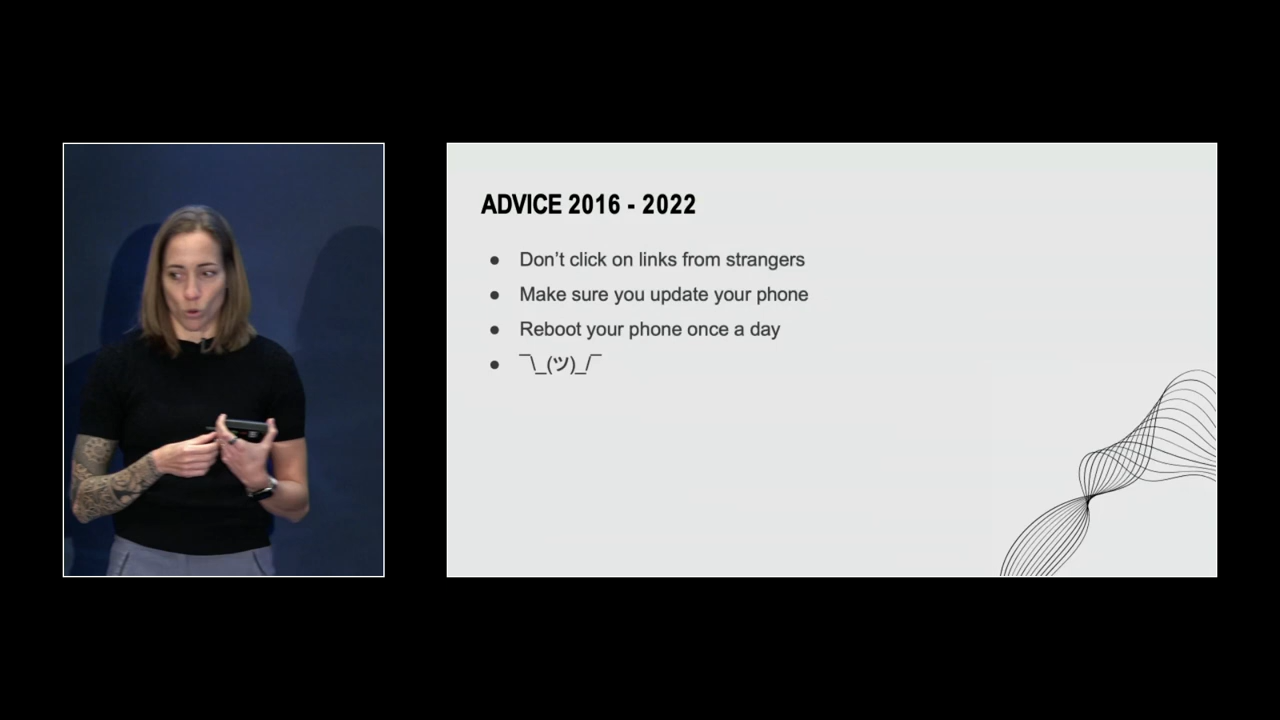 ADVICE 2016 - 2022
● Don't click on links from strangers
● Make sure you update your phone
● Reboot your phone once a day
● ¯\_(ツ)_/¯